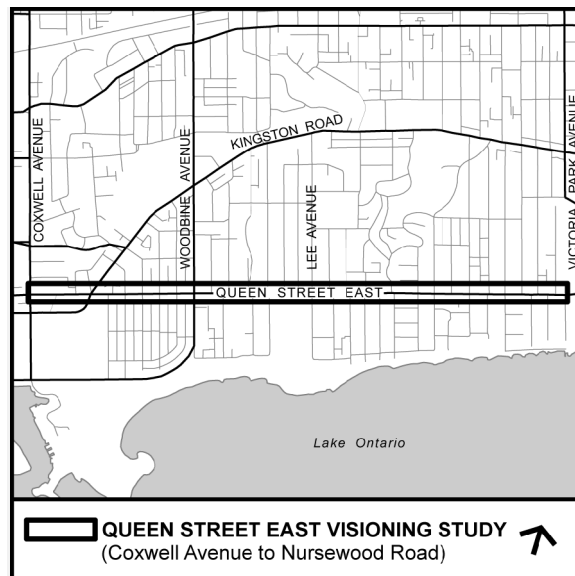 KINGSTON ROAD
COXWELL AVENUE
WOODBINE AVENUE
LEE AVENUE
VICTORIA PARK AVENUE
QUEEN STREET EAST
Lake Ontario
QUEEN STREET EAST VISIONING STUDY
(Coxwell Avenue to Nursewood Road)